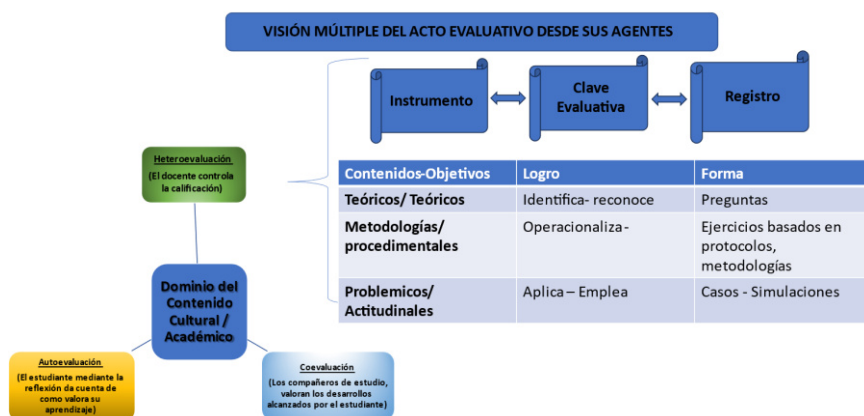 VISIÓN MÚLTIPLE DEL ACTO EVALUATIVO DESDE SUS AGENTES
Instrumento
Clave
Evaluativa
Registro
Heteroevaluación
(El docente controla
la calificación)
Contenidos-Objetivos Logro Forma
Teóricos/ Teóricos Identifica- reconoce Preguntas
Metodologías/ Operacionaliza- Ejercicios basados en
procedimentales protocolos,
metodologías
Problemicos/ Aplica – Emplea Casos - Simulaciones
Actitudinales
Dominio del
Contenido
Cultural /
Académico
Autoevaluación
(El estudiante mediante la
reflexión da cuenta de
como valora su
aprendizaje)
Coevaluación
(Los compañeros de estudio,
valoran los desarrollos
alcanzados por el estudiante)